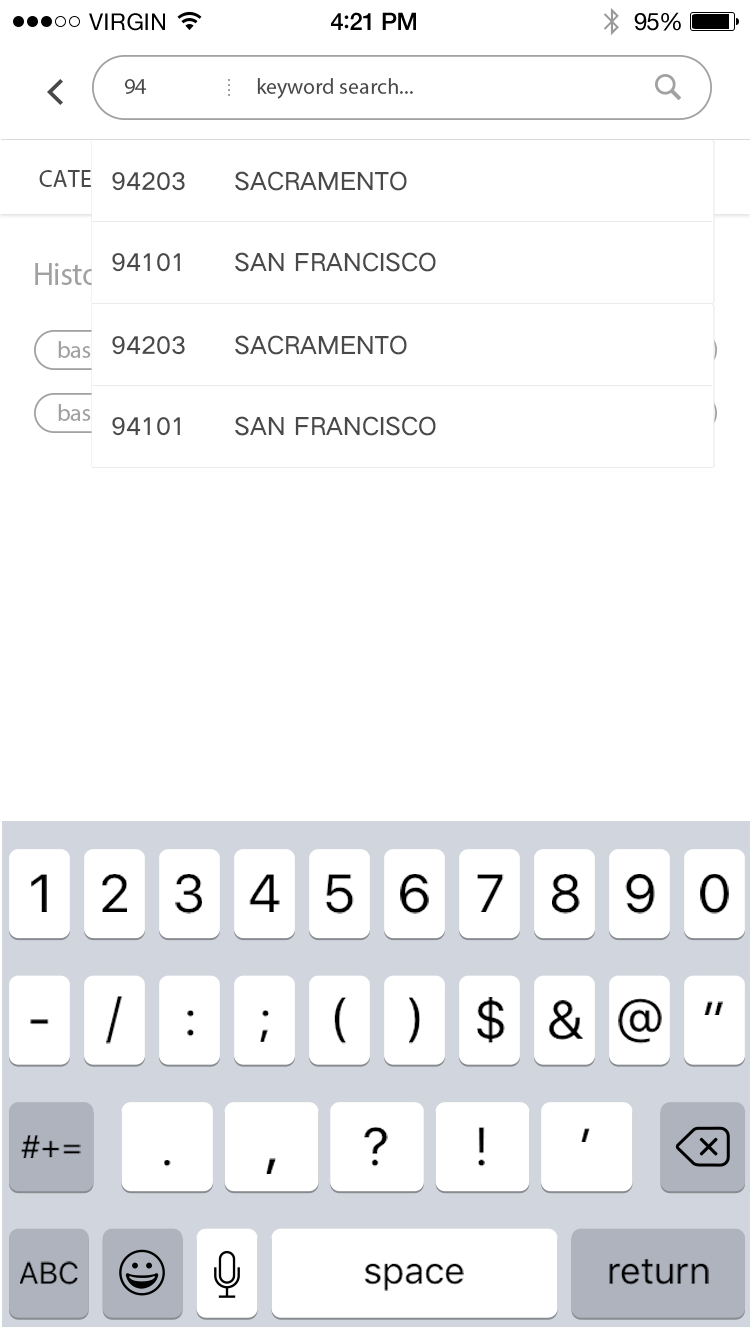 VIRGIN 4:21 PM 95%
94 keyword search...
CATE
94203 SACRAMENTO
94101 SAN FRANCISCO
Histo
94203 SACRAMENTO
bas
94101 SAN FRANCISCO
bas
1 2 3 4 5 6 7 8 9 0
- / : ; ( ) $ & @ "
#+= . , ? ! '
ABC space return